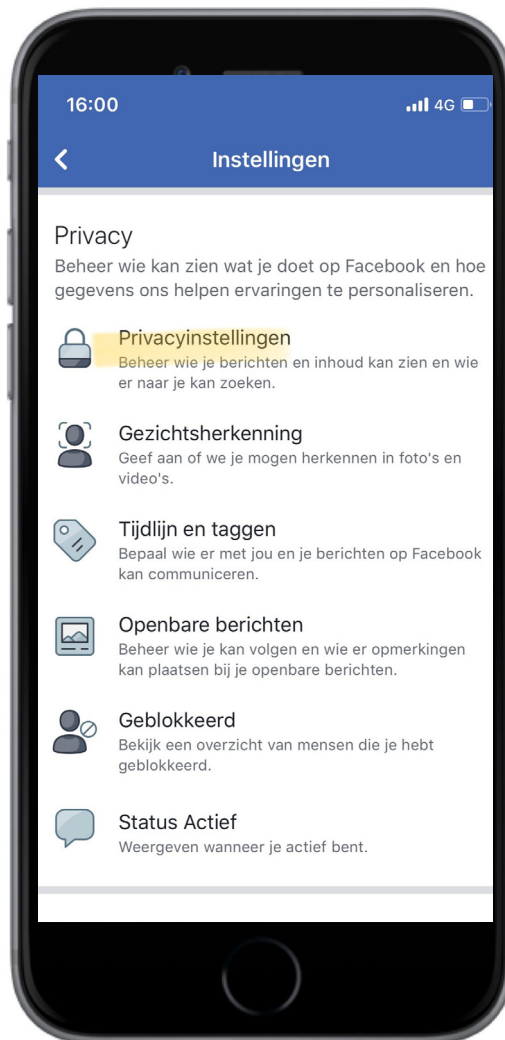 16:00
4G
Instellingen
Privacy
Beheer wie kan zien wat je doet op Facebook en hoe
gegevens ons helpen ervaringen te personaliseren.
Privacyinstellingen
Beheer wie je berichten en inhoud kan zien en wie
er naar je kan zoeken.
Gezichtsherkenning
Geef aan of we je mogen herkennen in foto's en
video's.
Tijdlijn en taggen
Bepaal wie er met jou en je berichten op Facebook
kan communiceren.
Openbare berichten
Beheer wie je kan volgen en wie er opmerkingen
kan plaatsen bij je openbare berichten.
Geblokkeerd
Bekijk een overzicht van mensen die je hebt
geblokkeerd.
Status Actief
Weergeven wanneer je actief bent.